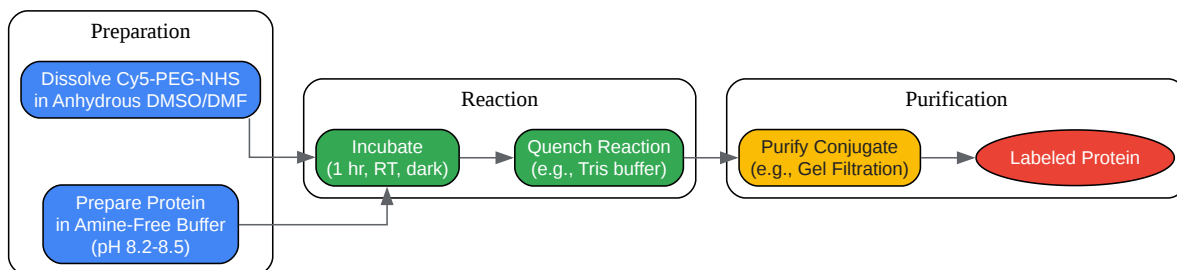 Preparation
Dissolve Cy5-PEG-NHS
in Anhydrous DMSO/DMF
Prepare Protein
in Amine-Free Buffer
(pH 8.2-8.5)
Reaction
Incubate
(1 hr, RT, dark)
Quench Reaction
(e.g., Tris buffer)
Purification
Purify Conjugate
(e.g., Gel Filtration)
Labeled Protein